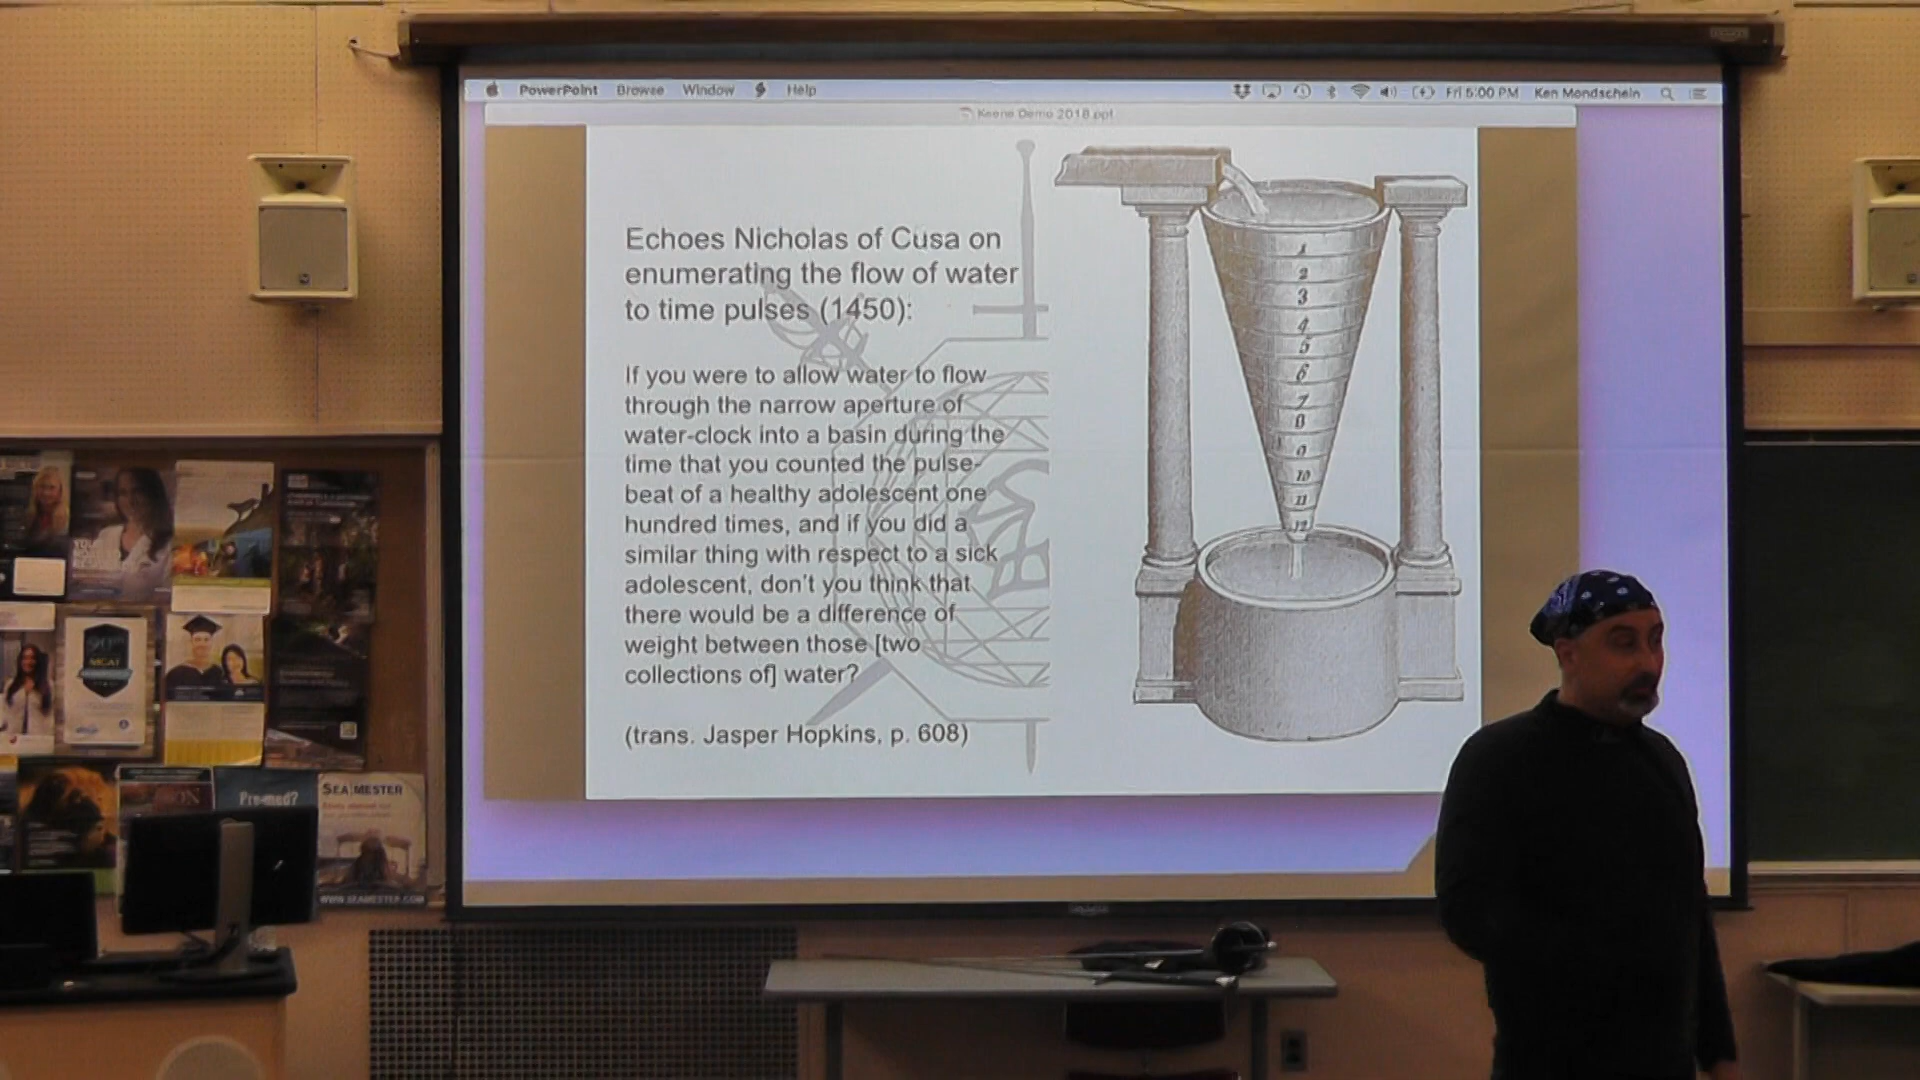 PowerPoint Browse Window Help
Fri 5:00 PM Ken Mondschein
Keene Demo 2018.ppt
Echoes Nicholas of Cusa on
enumerating the flow of water
to time pulses (1450):
If you were to allow water to flow
through the narrow aperture of
water-clock into a basin during the
time that you counted the pulse-
beat of a healthy adolescent one
hundred times, and if you did a
similar thing with respect to a sick
adolescent, don't you think that
there would be a difference of
weight between those [two
collections of] water?
(trans. Jasper Hopkins, p. 608)
1
2
3
4
5
6
7
8
9
10
11
12
MCAT
Pre-med?
SEA|MESTER
WWW.SEAMESTER.COM